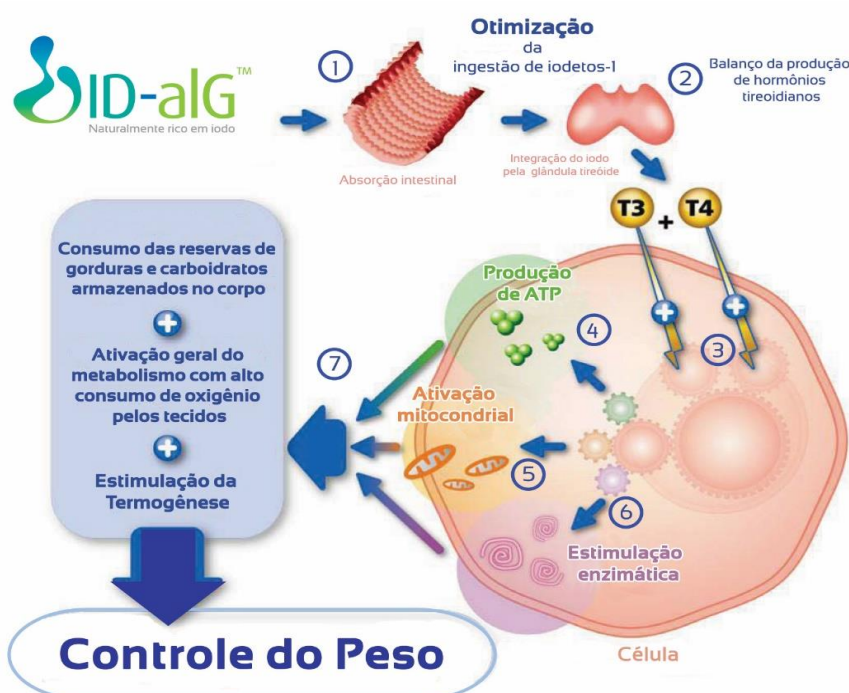 ID-alG™
Naturalmente rico em iodo
1
Absorção intestinal
Otimização
da
ingestão de iodetos-1
Integração do iodo
pela glàndula tireóide
2
Balanço da produção
de hormônios
tireoidianos
T3 + T4
+
+
3
Produção
de ATP
4
Ativação
mitocondrial
5
6
Estimulação
enzimática
Célula
7
Consumo das reservas de
gorduras e carboidratos
armazenados no corpo
+
Ativação geral do
metabolismo com alto
consumo de oxigênio
pelos tecidos
+
Estimulação da
Termogênese
Controle do Peso